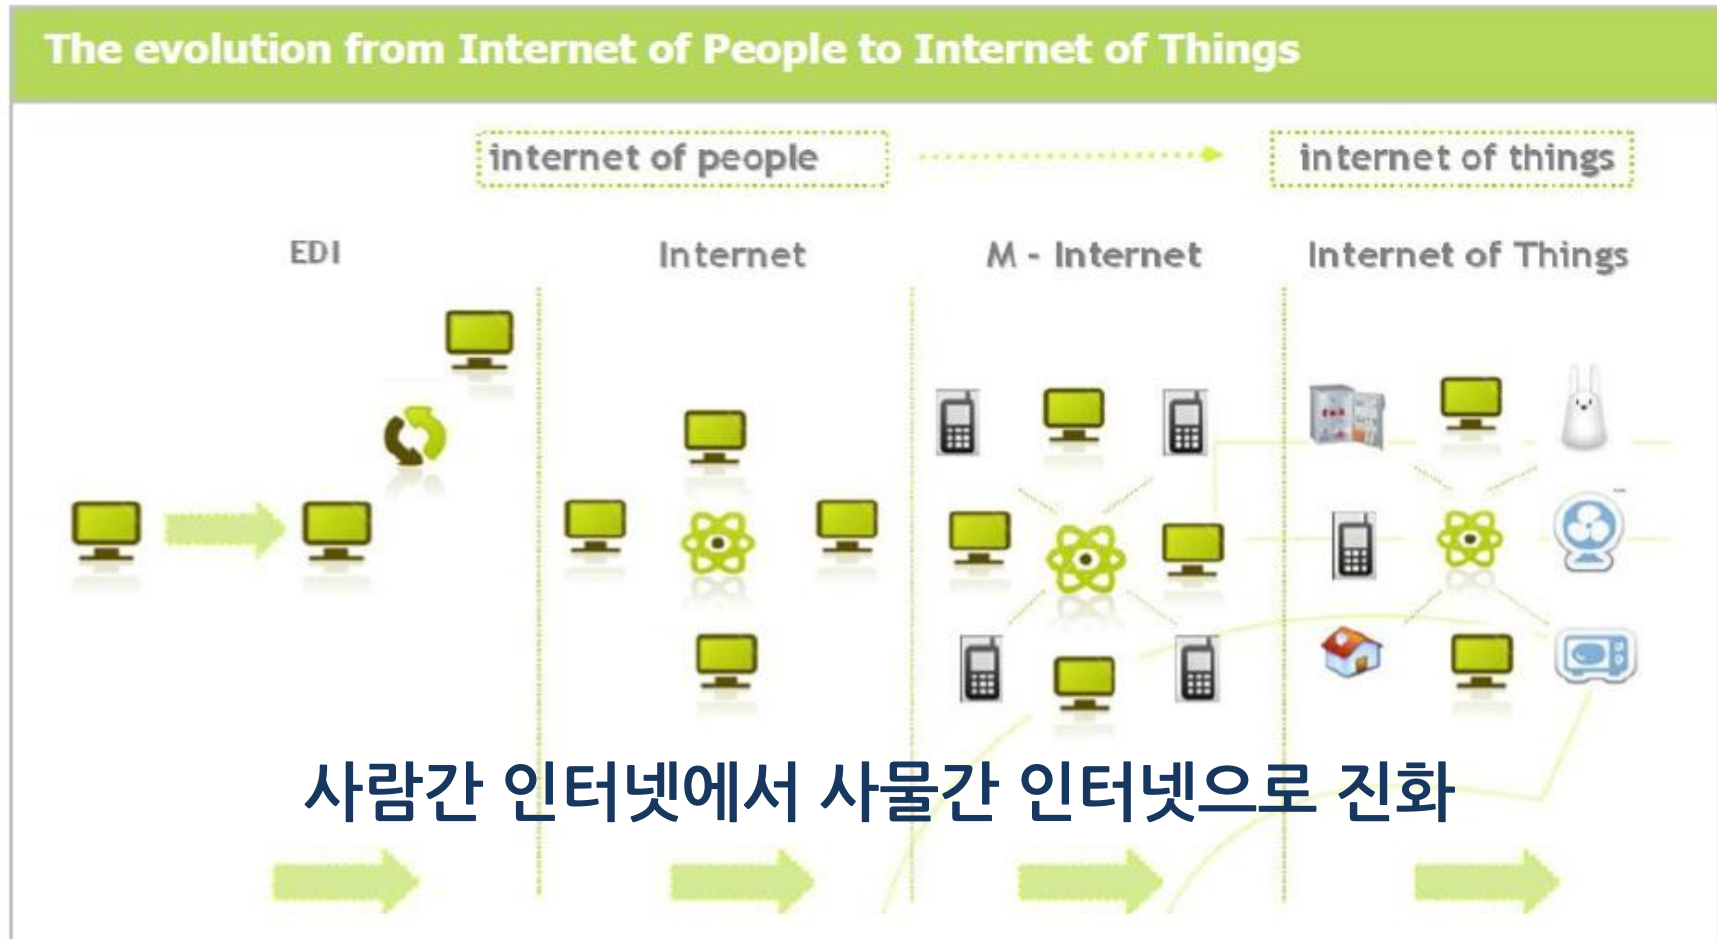 The evolution from Internet of People to Internet of Things
internet of people
internet of things
EDI
Internet
M - Internet
Internet of Things
사람간 인터넷에서 사물간 인터넷으로 진화